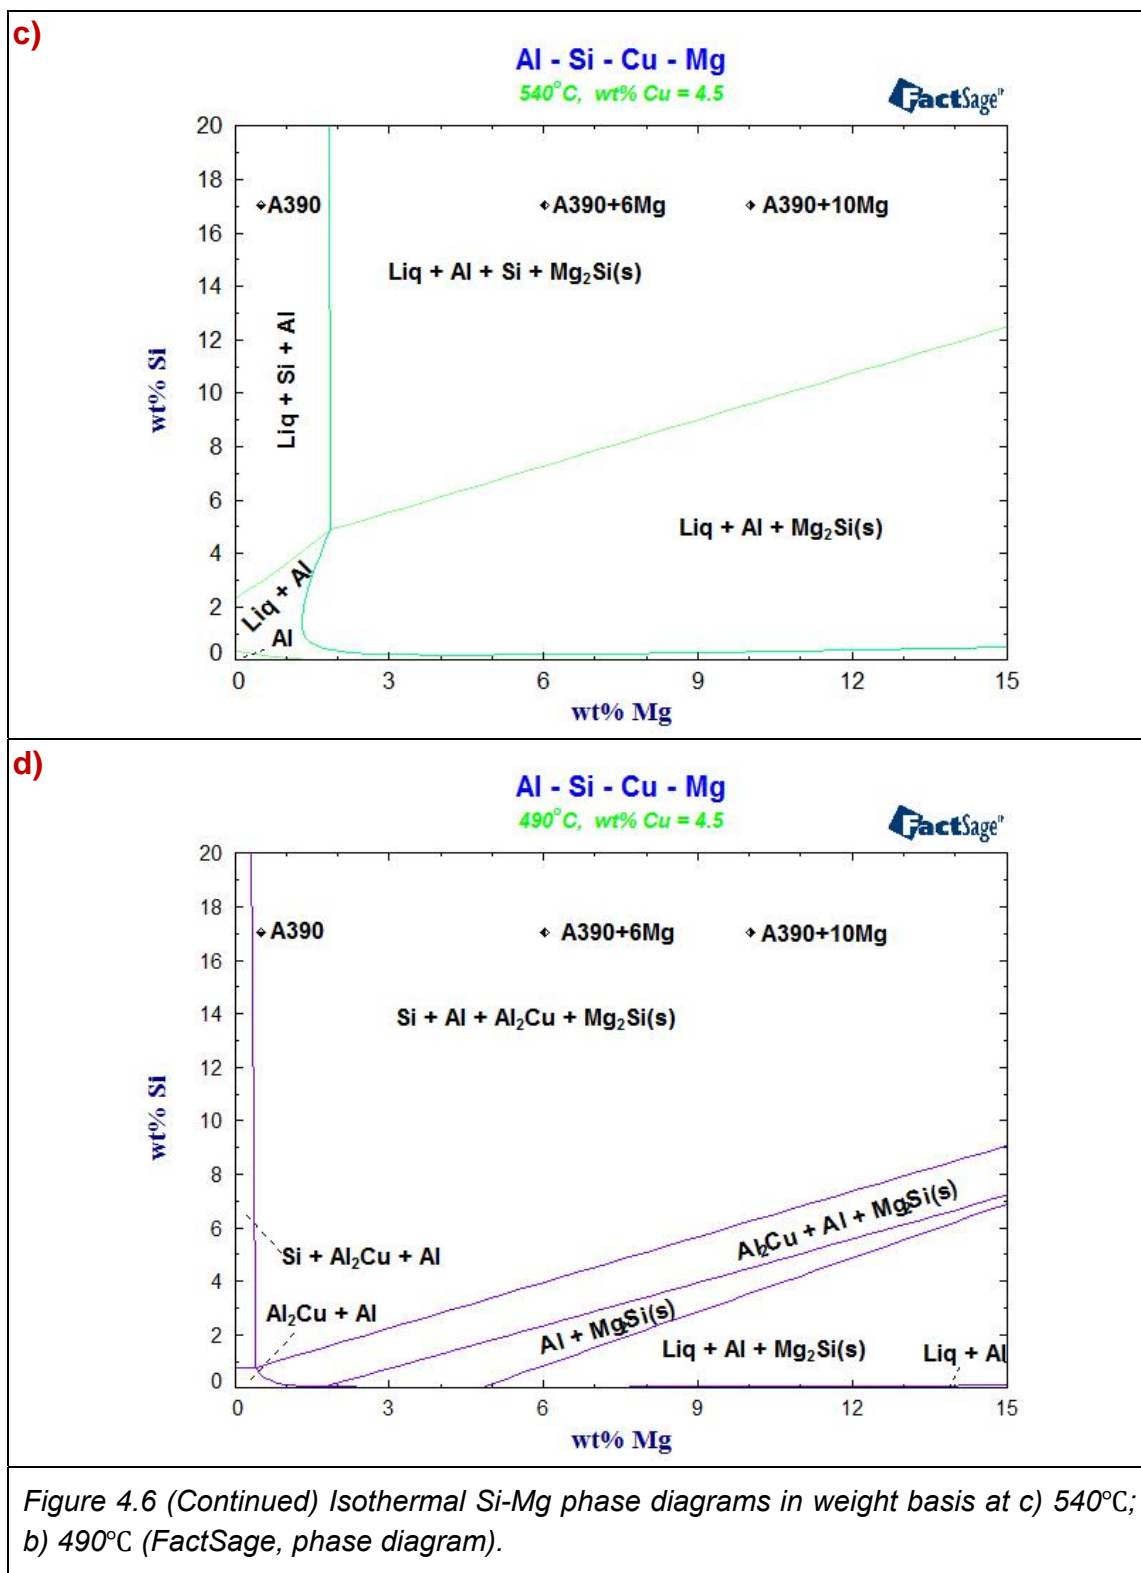 c)
Al - Si - Cu - Mg
540°C, wt% Cu = 4.5
FactSage™
20
18
16
14
12
10
8
6
4
2
0
wt% Si
A390
A390+6Mg
A390+10Mg
Liq + Al + Si + Mg₂Si(s)
Liq + Si + Al
Liq + Al + Mg₂Si(s)
Liq + Al
Al
0 3 6 9 12 15
wt% Mg
d)
Al - Si - Cu - Mg
490°C, wt% Cu = 4.5
FactSage™
20
18
16
14
12
10
8
6
4
2
0
wt% Si
A390
A390+6Mg
A390+10Mg
Si + Al + Al₂Cu + Mg₂Si(s)
Al₂Cu + Al + Mg₂Si(s)
Si + Al₂Cu + Al
Al₂Cu + Al
Al + Mg₂Si(s)
Liq + Al + Mg₂Si(s)
Liq + Al
0 3 6 9 12 15
wt% Mg
Figure 4.6 (Continued) Isothermal Si-Mg phase diagrams in weight basis at c) 540℃;
b) 490℃ (FactSage, phase diagram).